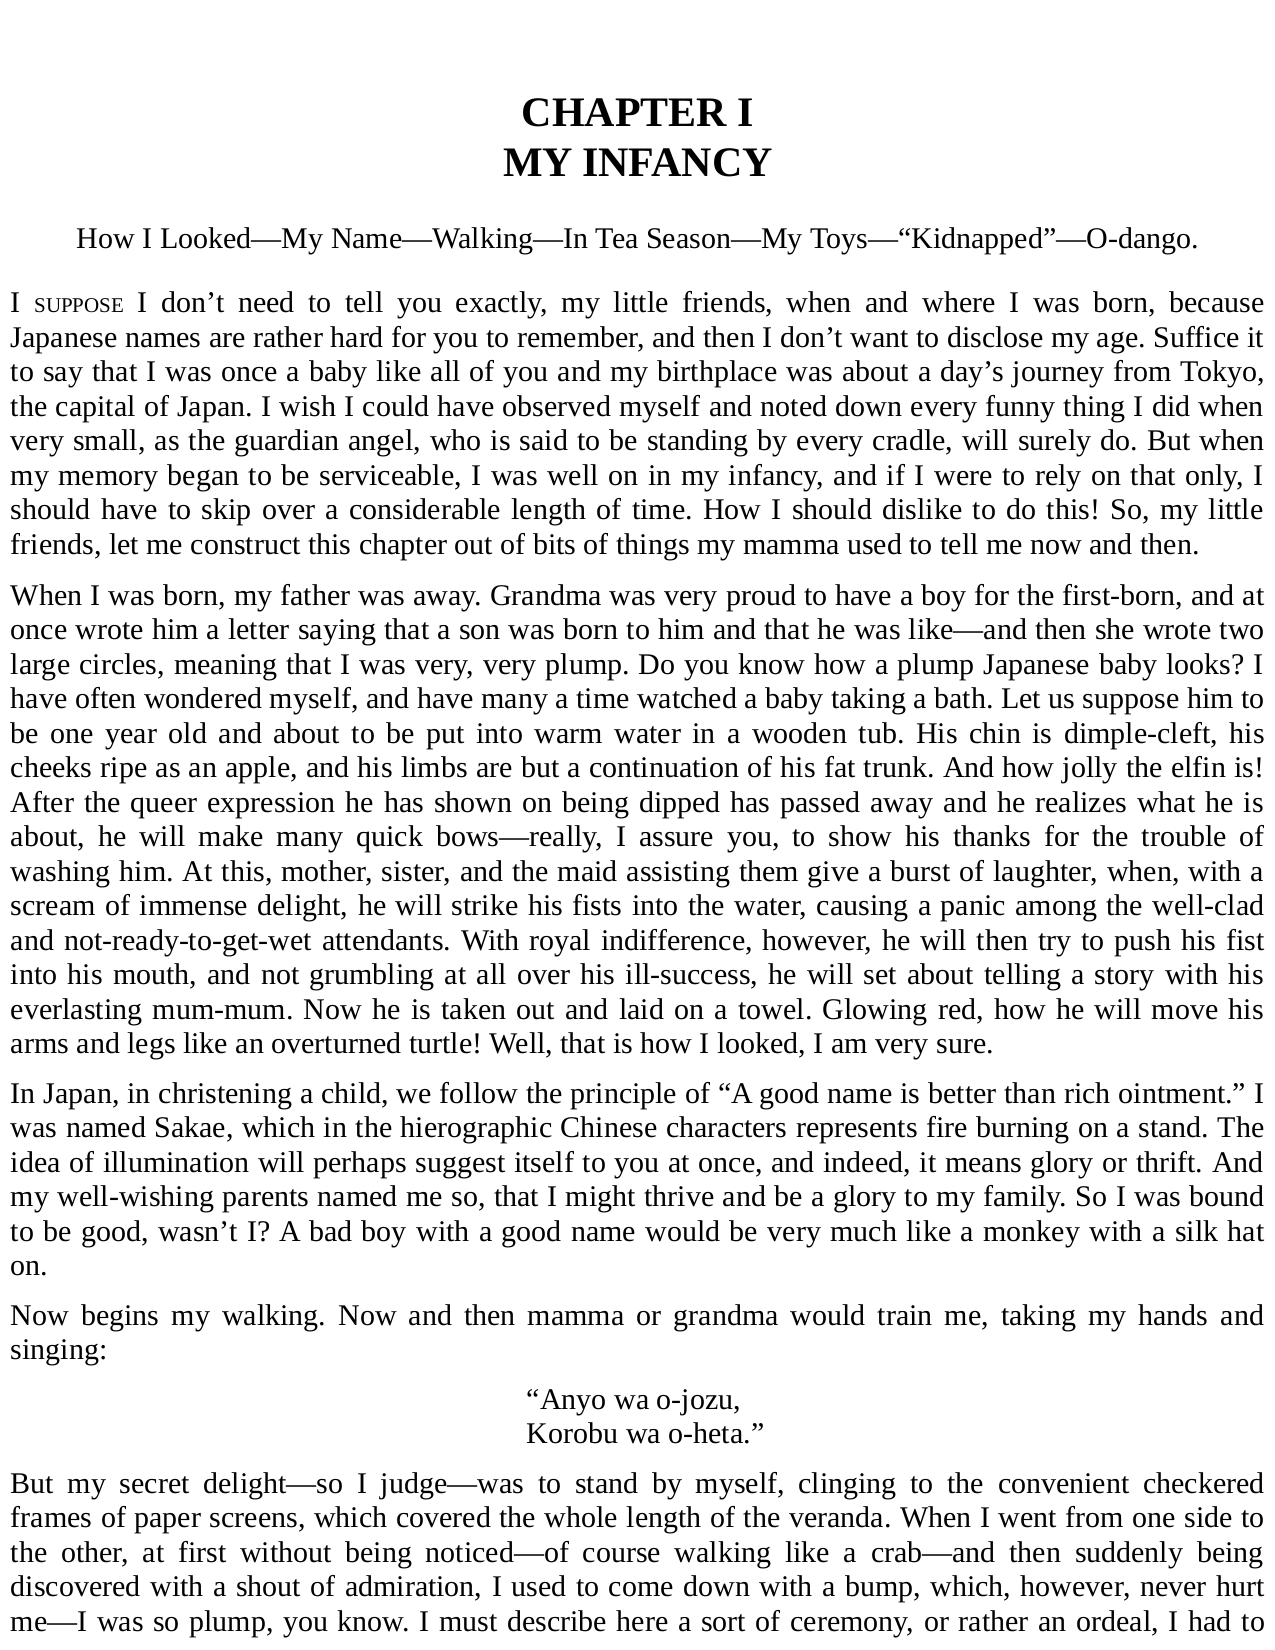 CHAPTER I
MY INFANCY
How I Looked—My Name—Walking—In Tea Season—My Toys—“Kidnapped”—O-dango.
I SUPPOSE I don’t need to tell you exactly, my little friends, when and where I was born, because
Japanese names are rather hard for you to remember, and then I don’t want to disclose my age. Suffice it
to say that I was once a baby like all of you and my birthplace was about a day’s journey from Tokyo,
the capital of Japan. I wish I could have observed myself and noted down every funny thing I did when
very small, as the guardian angel, who is said to be standing by every cradle, will surely do. But when
my memory began to be serviceable, I was well on in my infancy, and if I were to rely on that only, I
should have to skip over a considerable length of time. How I should dislike to do this! So, my little
friends, let me construct this chapter out of bits of things my mamma used to tell me now and then.
When I was born, my father was away. Grandma was very proud to have a boy for the first-born, and at
once wrote him a letter saying that a son was born to him and that he was like—and then she wrote two
large circles, meaning that I was very, very plump. Do you know how a plump Japanese baby looks? I
have often wondered myself, and have many a time watched a baby taking a bath. Let us suppose him to
be one year old and about to be put into warm water in a wooden tub. His chin is dimple-cleft, his
cheeks ripe as an apple, and his limbs are but a continuation of his fat trunk. And how jolly the elfin is!
After the queer expression he has shown on being dipped has passed away and he realizes what he is
about, he will make many quick bows—really, I assure you, to show his thanks for the trouble of
washing him. At this, mother, sister, and the maid assisting them give a burst of laughter, when, with a
scream of immense delight, he will strike his fists into the water, causing a panic among the well-clad
and not-ready-to-get-wet attendants. With royal indifference, however, he will then try to push his fist
into his mouth, and not grumbling at all over his ill-success, he will set about telling a story with his
everlasting mum-mum. Now he is taken out and laid on a towel. Glowing red, how he will move his
arms and legs like an overturned turtle! Well, that is how I looked, I am very sure.
In Japan, in christening a child, we follow the principle of “A good name is better than rich ointment.” I
was named Sakae, which in the hierographic Chinese characters represents fire burning on a stand. The
idea of illumination will perhaps suggest itself to you at once, and indeed, it means glory or thrift. And
my well-wishing parents named me so, that I might thrive and be a glory to my family. So I was bound
to be good, wasn’t I? A bad boy with a good name would be very much like a monkey with a silk hat
on.
Now begins my walking. Now and then mamma or grandma would train me, taking my hands and
singing:
“Anyo wa o-jozu,
Korobu wa o-heta.”
But my secret delight—so I judge—was to stand by myself, clinging to the convenient checkered
frames of paper screens, which covered the whole length of the veranda. When I went from one side to
the other, at first without being noticed—of course walking like a crab—and then suddenly being
discovered with a shout of admiration, I used to come down with a bump, which, however, never hurt
me—I was so plump, you know. I must describe here a sort of ceremony, or rather an ordeal, I had to